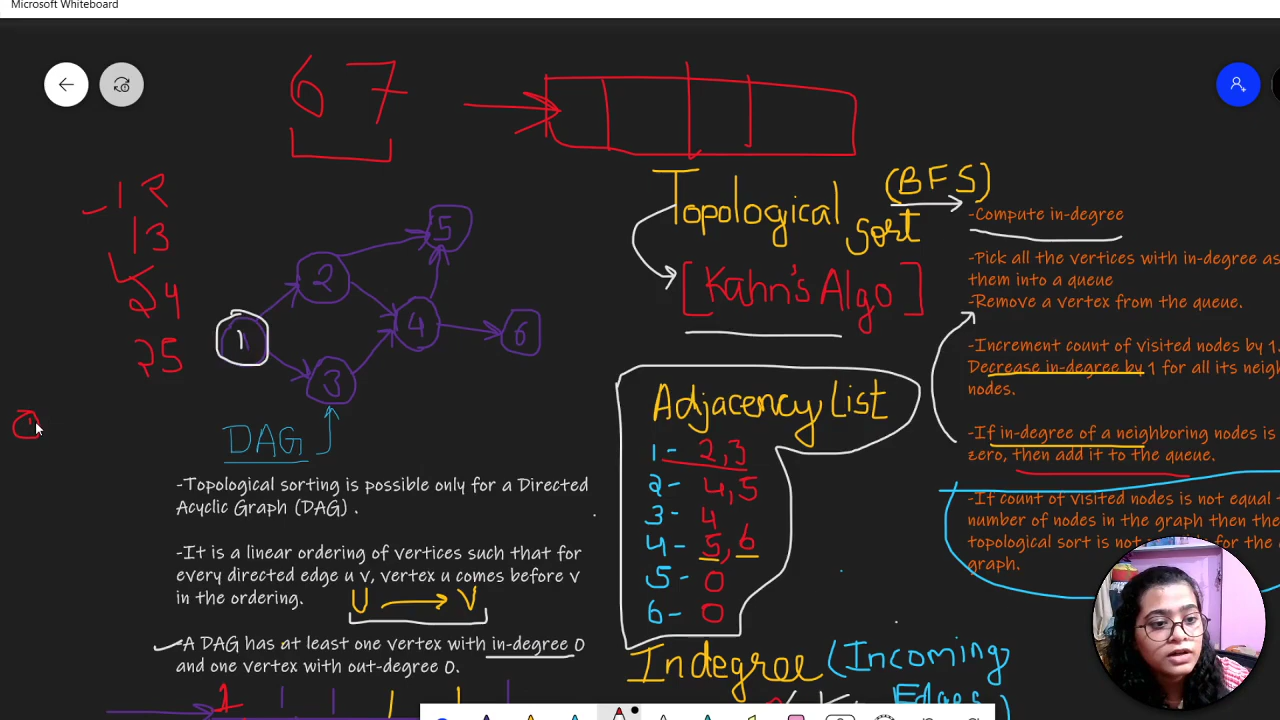 Microsoft Whiteboard
6 7
Topological
Sort
(BFS)
[Kahn's Algo]
-Compute in-degree
-Pick all the vertices with in-degree as
them into a queue
-Remove a vertex from the queue.
-Increment count of visited nodes by 1.
Decrease in-degree by 1 for all its neigh
nodes.
-If in-degree of a neighboring nodes is
zero, then add it to the queue.
-If count of visited nodes is not equal t
number of nodes in the graph then the
topological sort is not for the
graph.
1 2
1 3
2 4
2 5
1
2
3
4
5
6
DAG
-Topological sorting is possible only for a Directed
Acyclic Graph (DAG) .
-It is a linear ordering of vertices such that for
every directed edge u v, vertex u comes before v
in the ordering.
U V
-A DAG has at least one vertex with in-degree 0
and one vertex with out-degree 0.
Adjacency List
1- 2,3
2- 4,5
3- 4
4- 5,6
5- 0
6- 0
Indegree (Incoming
Edges)